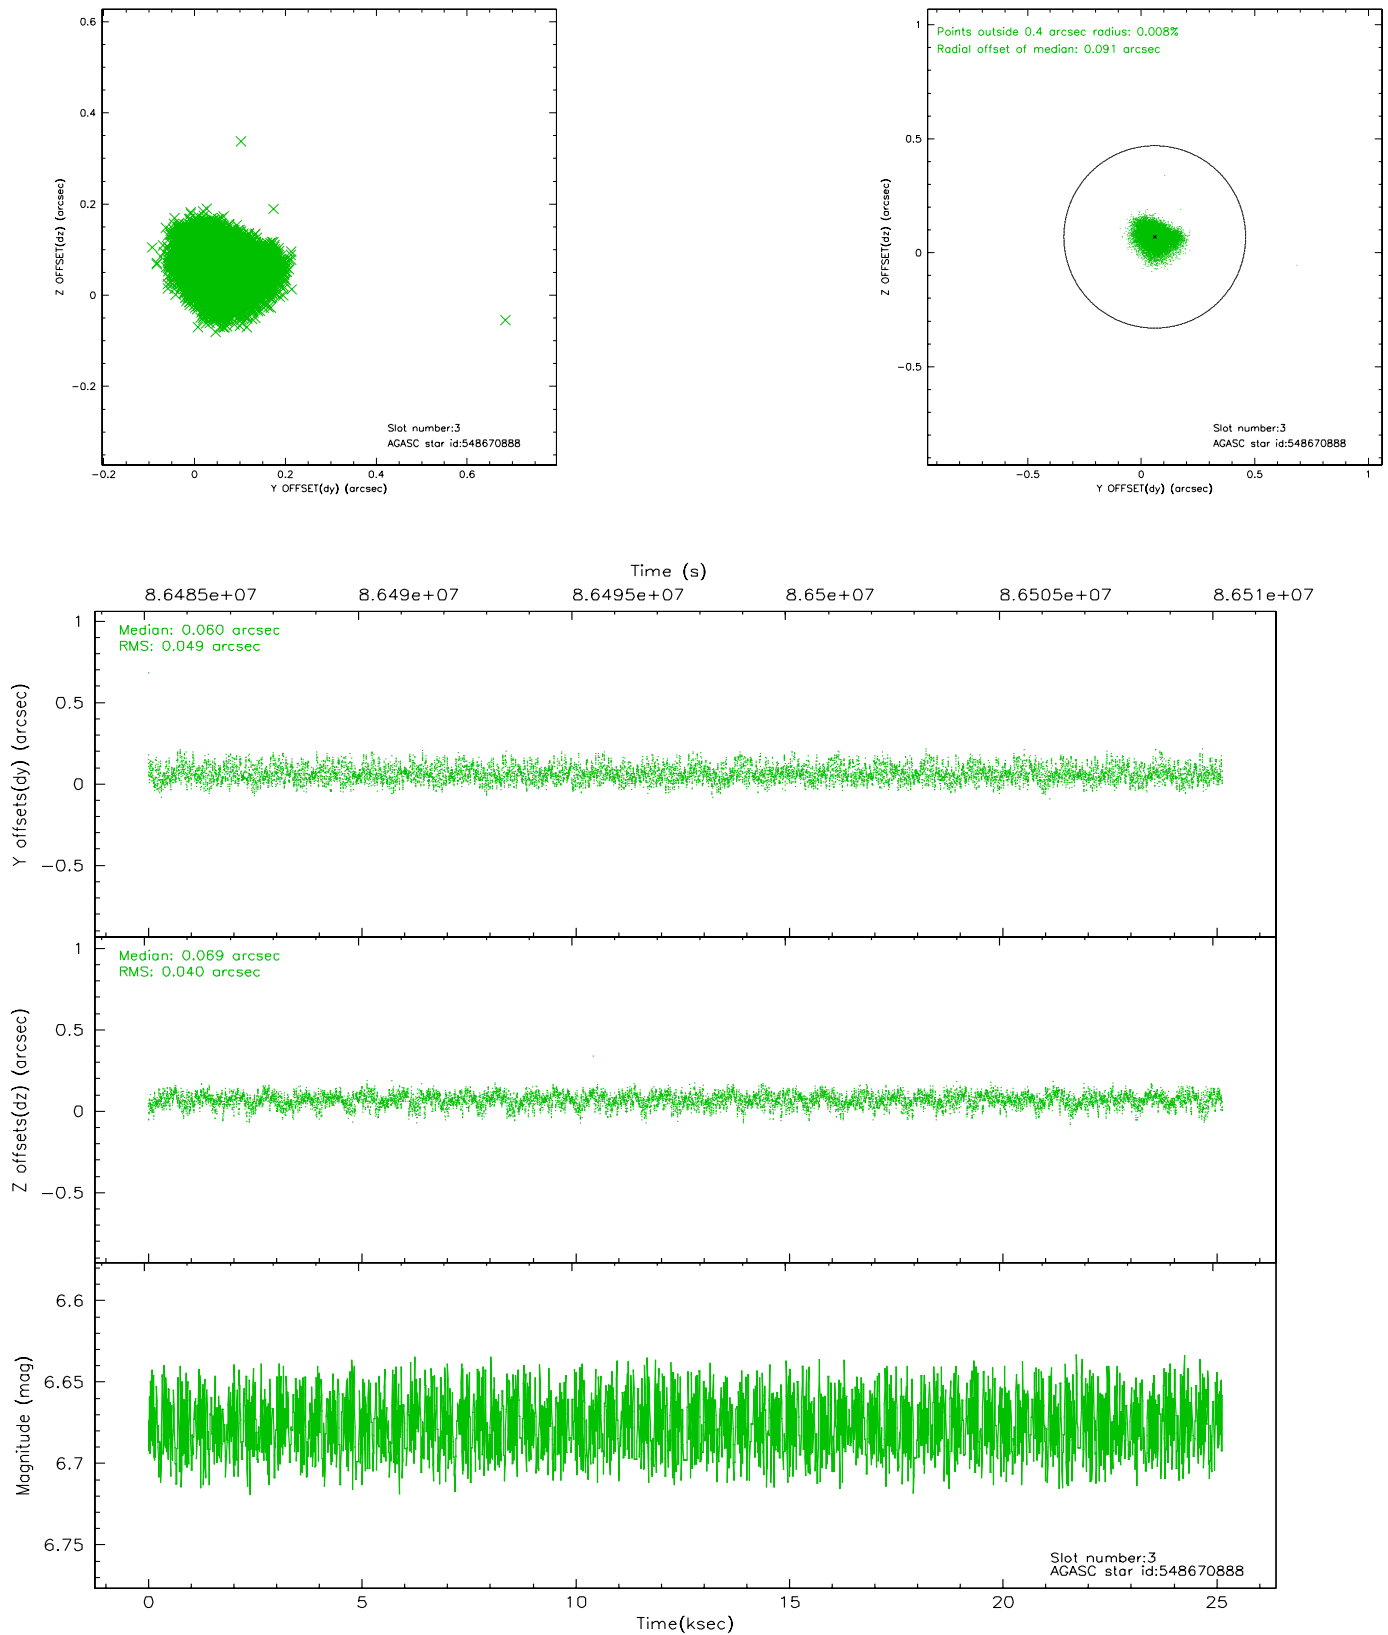 0.6
0.4
0.2
0
−0.2
Z OFFSET(dz) (arcsec)
Slot number:3
AGASC star id:548670888
−0.2 0 0.2 0.4 0.6
Y OFFSET(dy) (arcsec)
Points outside 0.4 arcsec radius: 0.008%
Radial offset of median: 0.091 arcsec
1
0.5
0
−0.5
Z OFFSET(dz) (arcsec)
Slot number:3
AGASC star id:548670888
−0.5 0 0.5 1
Y OFFSET(dy) (arcsec)
Time (s)
8.6485e+07 8.649e+07 8.6495e+07 8.65e+07 8.6505e+07 8.651e+07
Median: 0.060 arcsec
RMS: 0.049 arcsec
1
0.5
0
−0.5
Y offsets(dy) (arcsec)
Median: 0.069 arcsec
RMS: 0.040 arcsec
1
0.5
0
−0.5
Z offsets(dz) (arcsec)
6.6
6.65
6.7
6.75
Magnitude (mag)
Slot number:3
AGASC star id:548670888
0 5 10 15 20 25
Time(ksec)